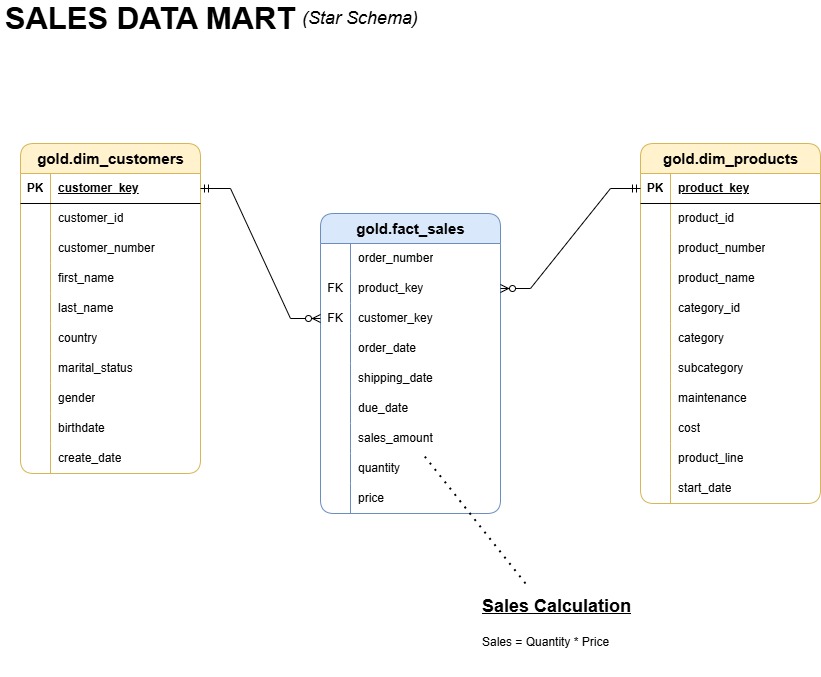 SALES DATA MART (Star Schema)
gold.dim_customers
PK customer_key
customer_id
customer_number
first_name
last_name
country
marital_status
gender
birthdate
create_date
gold.fact_sales
order_number
FK product_key
FK customer_key
order_date
shipping_date
due_date
sales_amount
quantity
price
gold.dim_products
PK product_key
product_id
product_number
product_name
category_id
category
subcategory
maintenance
cost
product_line
start_date
Sales Calculation
Sales = Quantity * Price